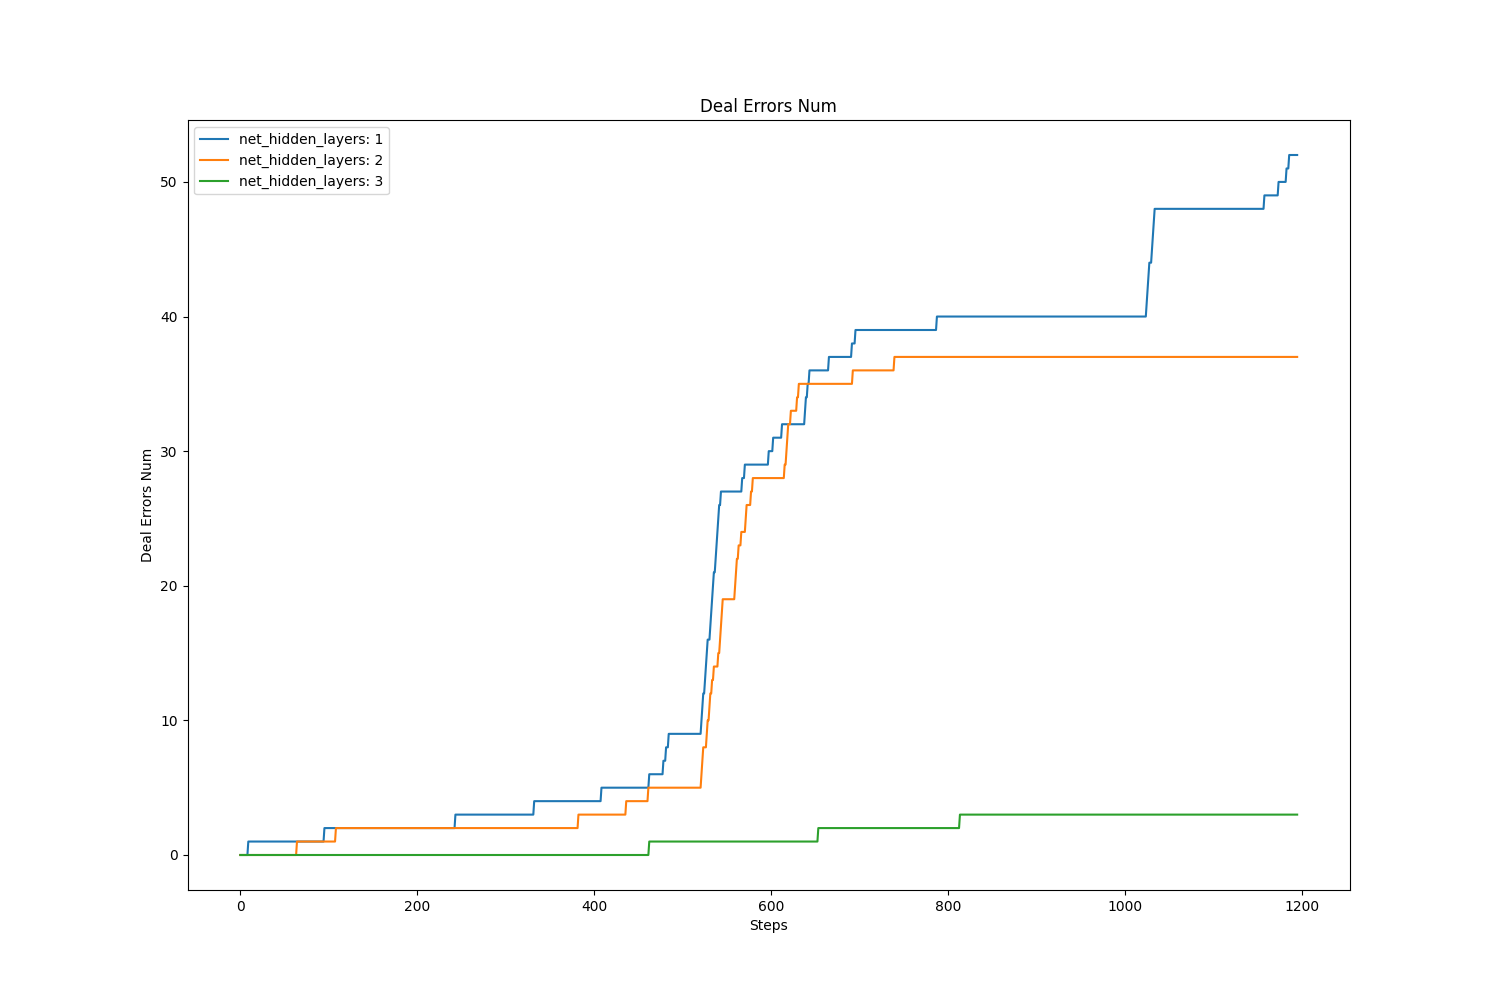 Deal Errors Num
net_hidden_layers: 1
net_hidden_layers: 2
net_hidden_layers: 3
50
40
30
20
10
0
Deal Errors Num
0 200 400 600 800 1000 1200
Steps